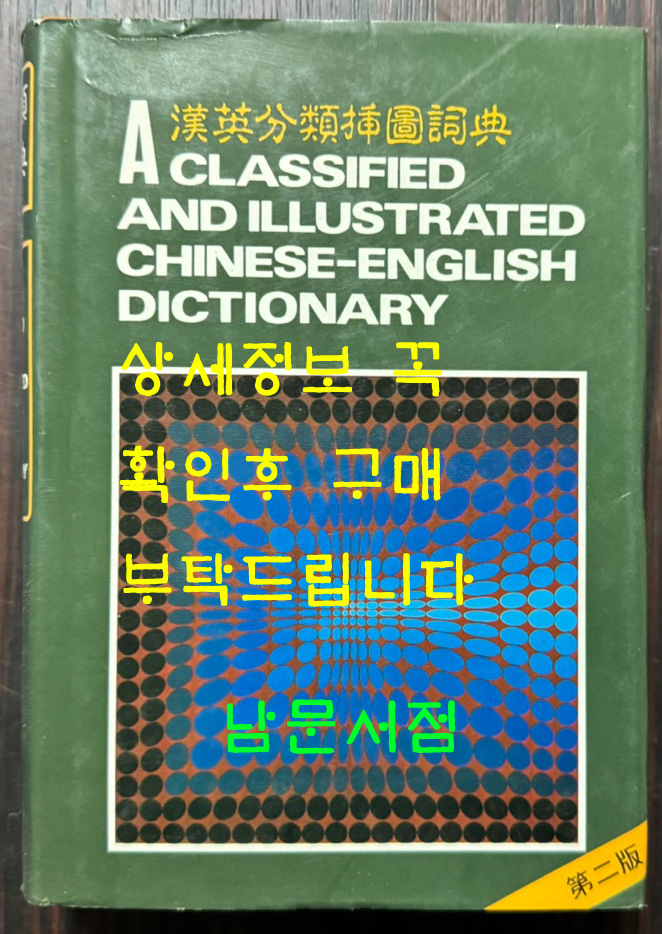 漢英分類揷圖詞典
A CLASSIFIED
AND ILLUSTRATED
CHINESE-ENGLISH
DICTIONARY
상세정보 꼭
확인후 구매
부탁드립니다
남문서점
第二版